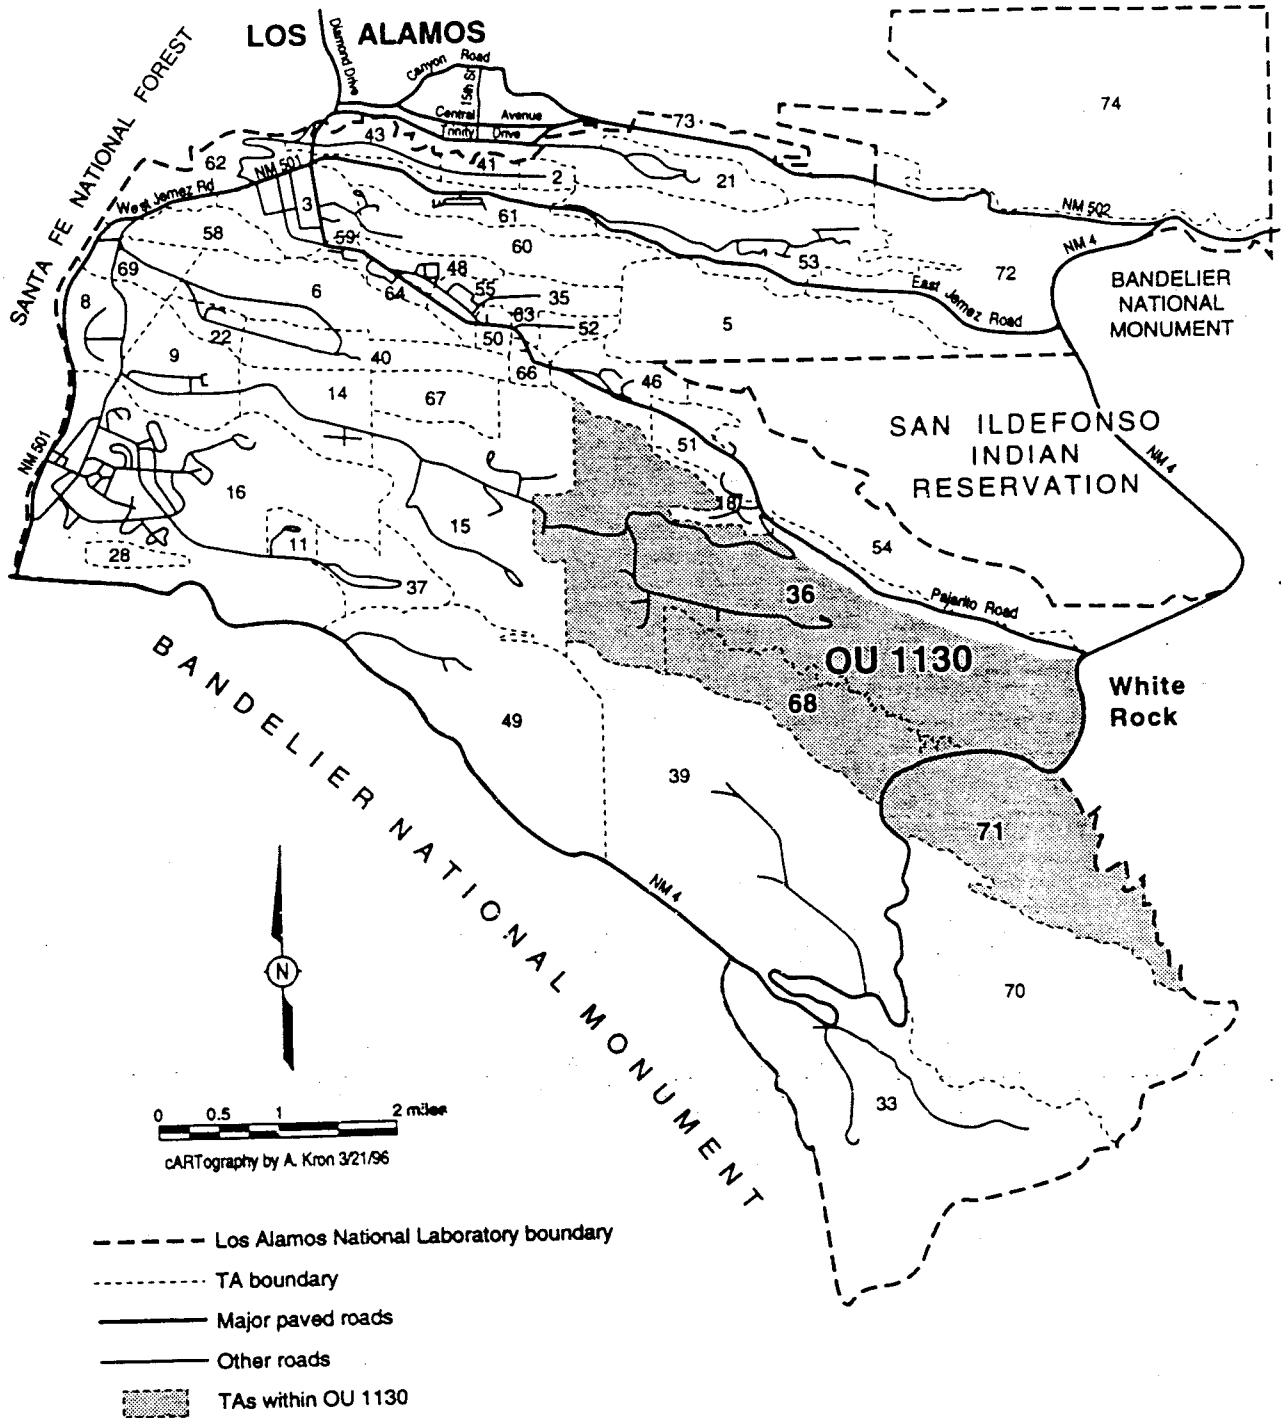 LOS ALAMOS
Diamond Drive
Canyon Road
15th St
Central Avenue
Trinity Drive
SANTA FE NATIONAL FOREST
74
73
43
62
NM 501
41
2
21
West Jemez Rd
3
61
NM 502
58
59
60
NM 4
53
72
69
48
BANDELIER
NATIONAL
MONUMENT
8
6
64
55
35
East Jemez Road
63
52
5
22
50
9
40
66
46
14
67
SAN ILDEFONSO
INDIAN
RESERVATION
NM 501
51
NM 4
16
18
15
54
28
11
37
36
Pajarito Road
OU 1130
68
White
Rock
49
39
71
BANDELIER NATIONAL MONUMENT
NM 4
N
70
33
0 0.5 1 2 miles
cARTography by A. Kron 3/21/96
Los Alamos National Laboratory boundary
TA boundary
Major paved roads
Other roads
TAs within OU 1130